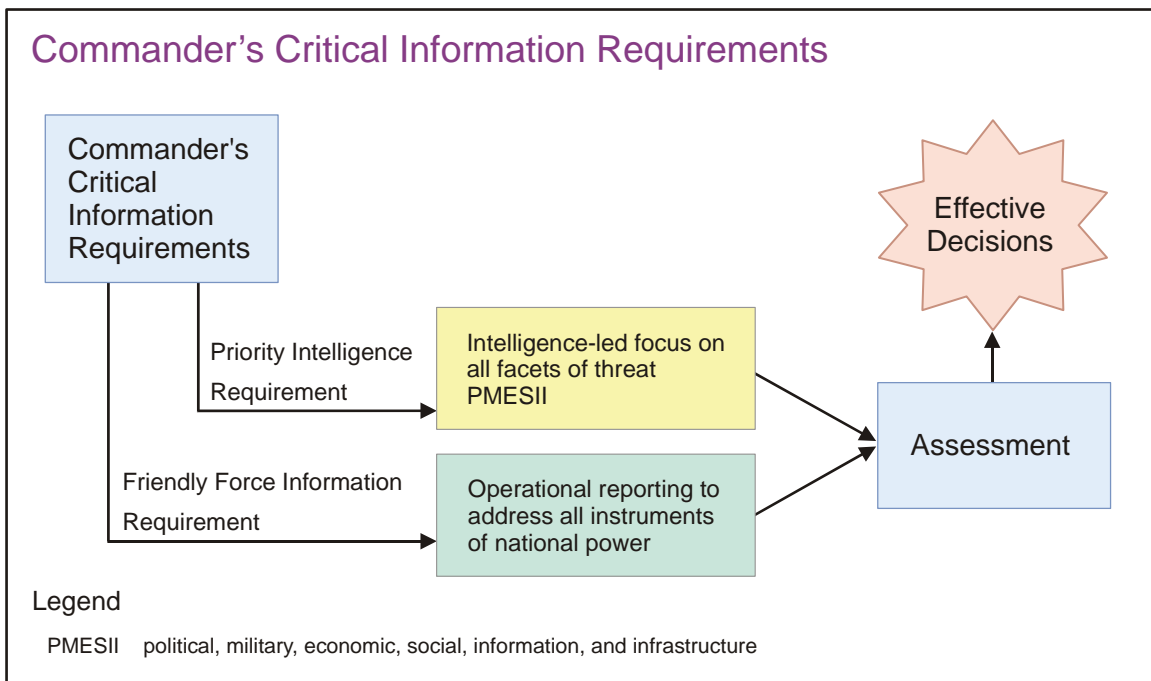 Commander’s Critical Information Requirements
Commander's
Critical
Information
Requirements
Effective
Decisions
Priority Intelligence
Requirement
Intelligence-led focus on
all facets of threat
PMESII
Assessment
Friendly Force Information
Requirement
Operational reporting to
address all instruments
of national power
Legend
PMESII political, military, economic, social, information, and infrastructure